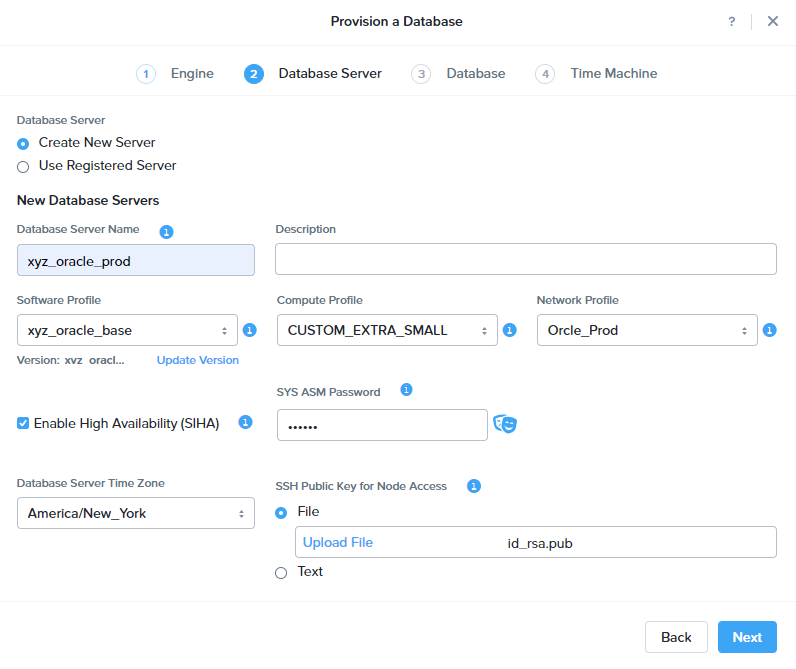 Provision a Database
?
1 Engine 2 Database Server 3 Database 4 Time Machine
Database Server
Create New Server
Use Registered Server
New Database Servers
Database Server Name Description
xyz_oracle_prod
Software Profile Compute Profile Network Profile
xyz_oracle_base CUSTOM_EXTRA_SMALL Orcle_Prod
Version: xvz oracl... Update Version
SYS ASM Password
Enable High Availability (SIHA)
••••••
Database Server Time Zone SSH Public Key for Node Access
America/New_York File
Upload File id_rsa.pub
Text
Back Next